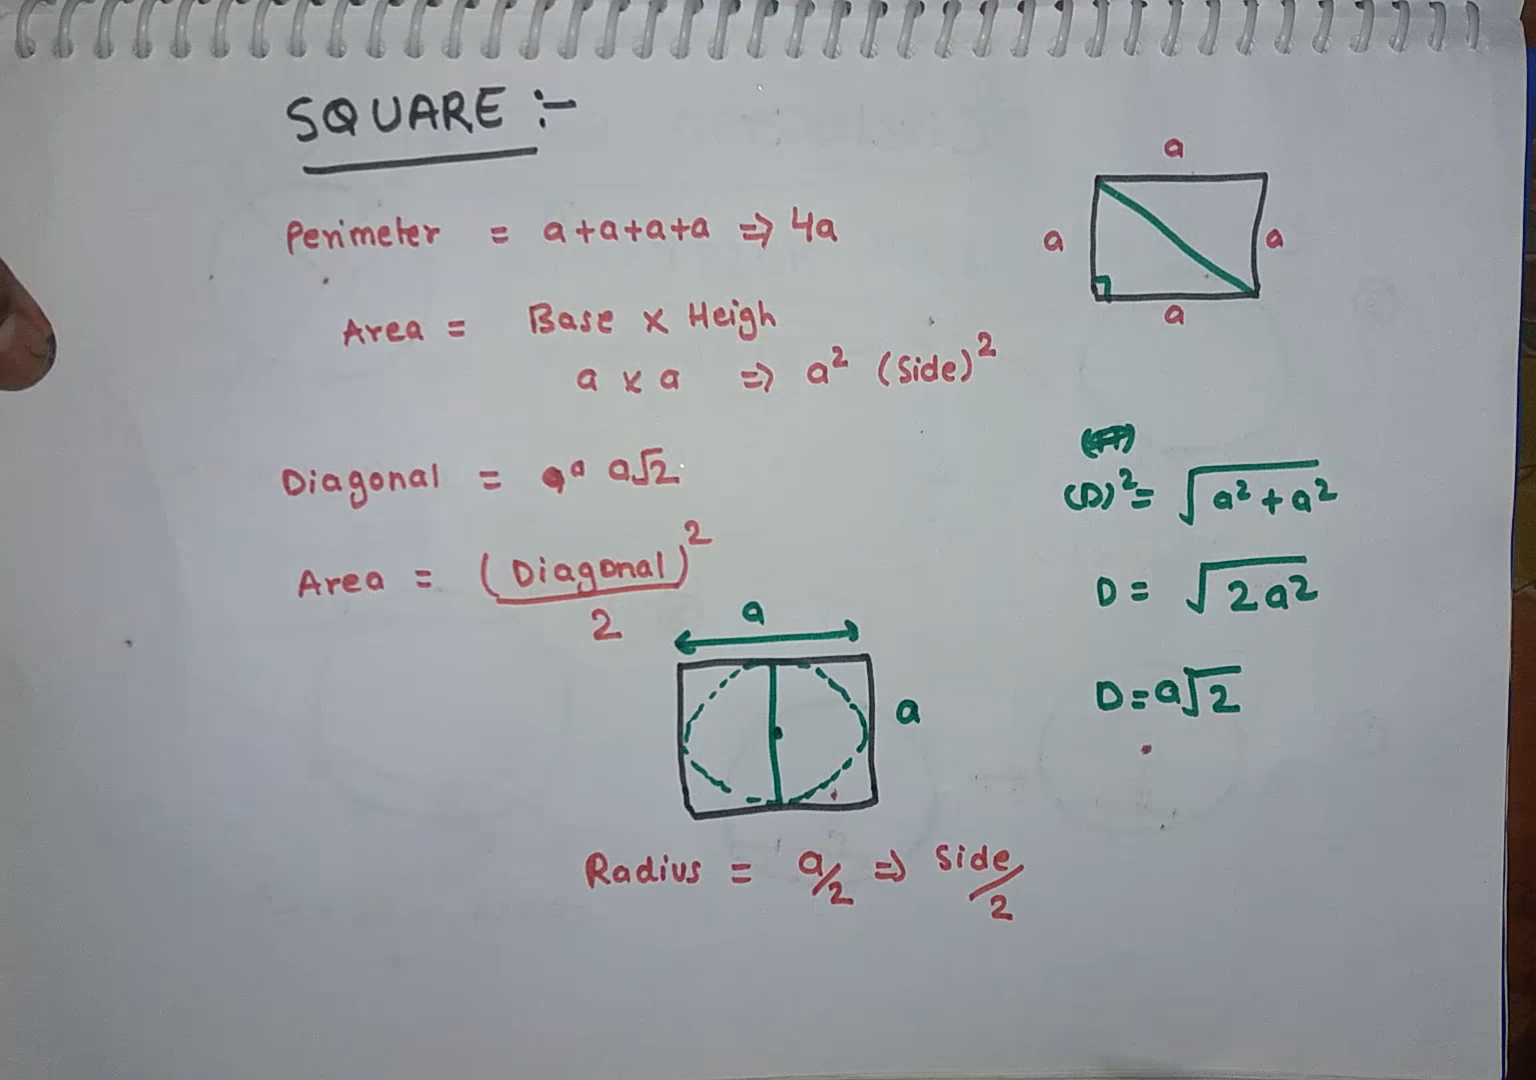 SQUARE :-
a
Perimeter = a+a+a+a => 4a
a
a
a
Area = Base x Heigh
a x a => a² (Side)²
Diagonal = a√2
(D)² = √a²+a²
Area = (Diagonal)²/2
D = √2a²
a
a
D = a√2
Radius = a/2 => Side/2